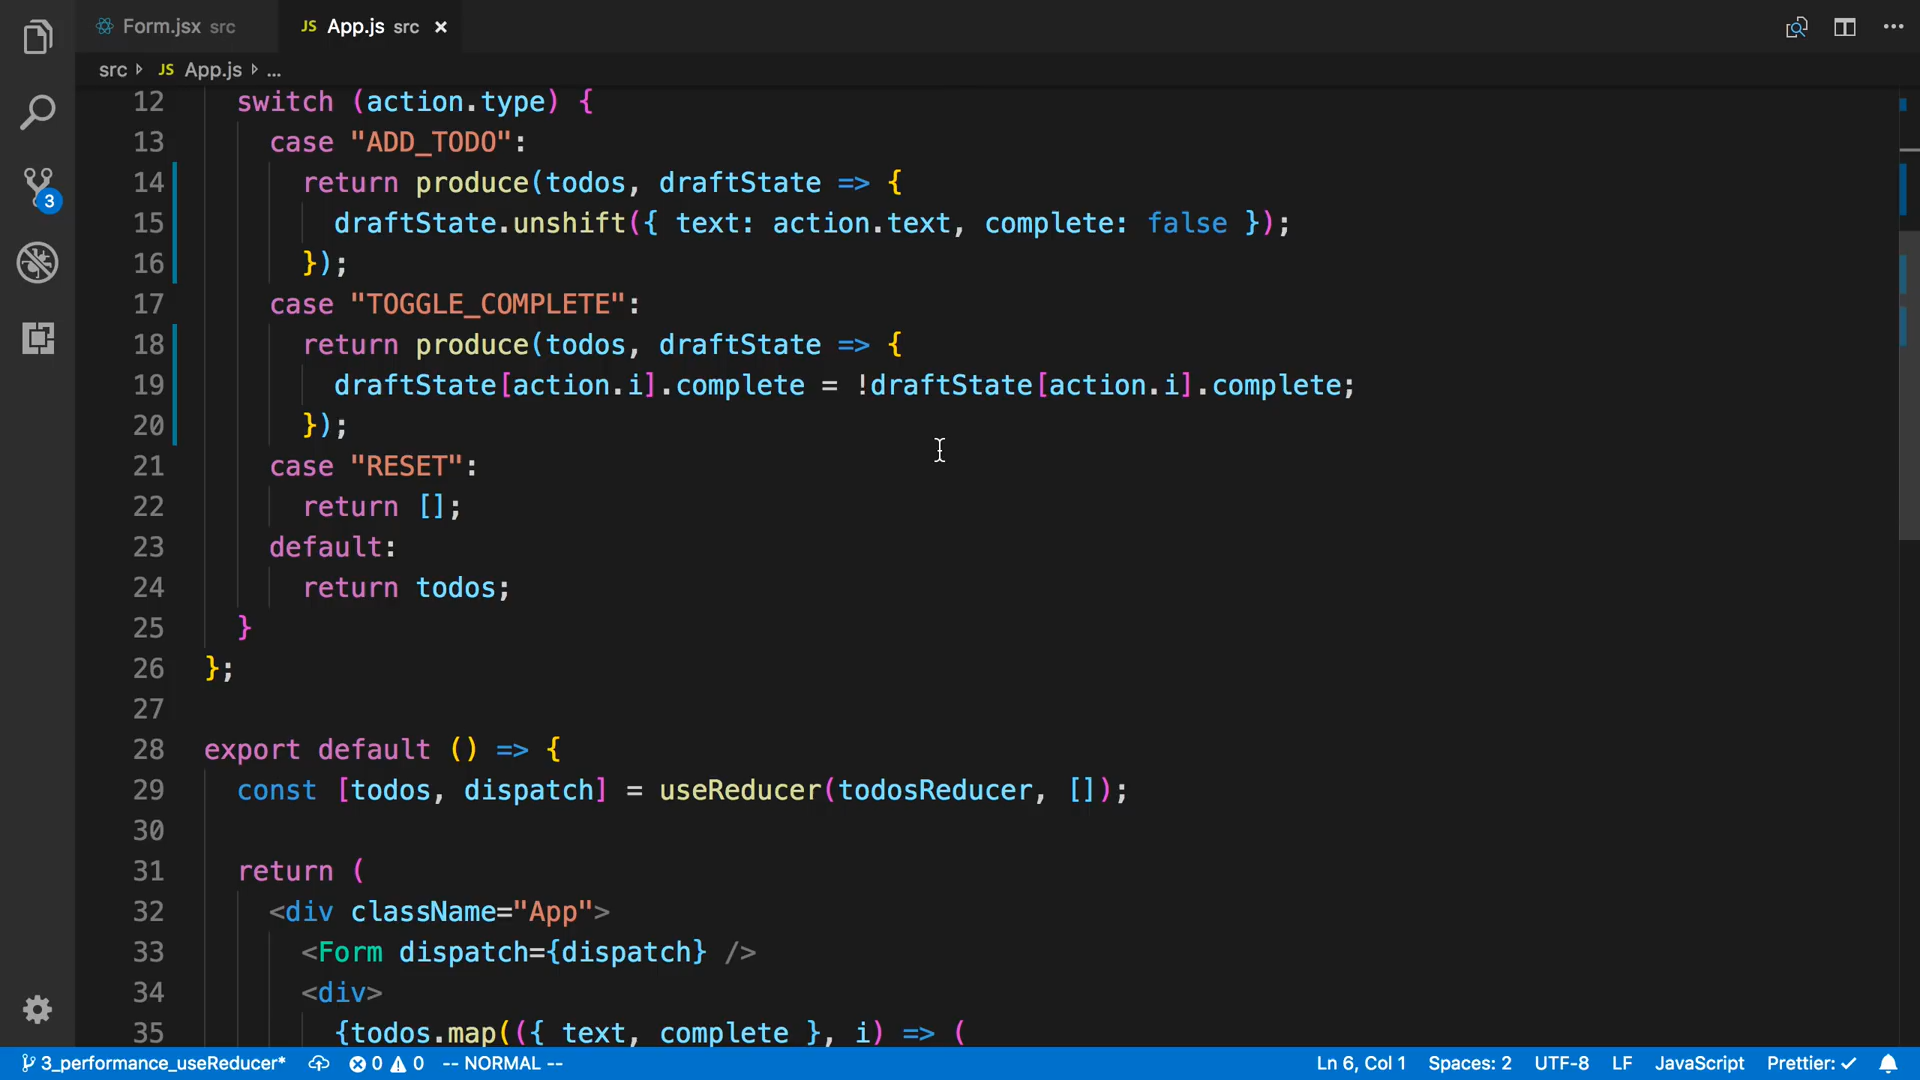 Form.jsx src
JS App.js src ×
src JS App.js ...
12 switch (action.type) {
13 case "ADD_TODO":
14 return produce(todos, draftState => {
15 draftState.unshift({ text: action.text, complete: false });
16 });
17 case "TOGGLE_COMPLETE":
18 return produce(todos, draftState => {
19 draftState[action.i].complete = !draftState[action.i].complete;
20 });
21 case "RESET":
22 return [];
23 default:
24 return todos;
25 }
26 };
27
28 export default () => {
29 const [todos, dispatch] = useReducer(todosReducer, []);
30
31 return (
32 <div className="App">
33 <Form dispatch={dispatch} />
34 <div>
35 {todos.map(({ text, complete }, i) => (
3
3_performance_useReducer* 0 0 -- NORMAL -- Ln 6, Col 1 Spaces: 2 UTF-8 LF JavaScript Prettier: ✓